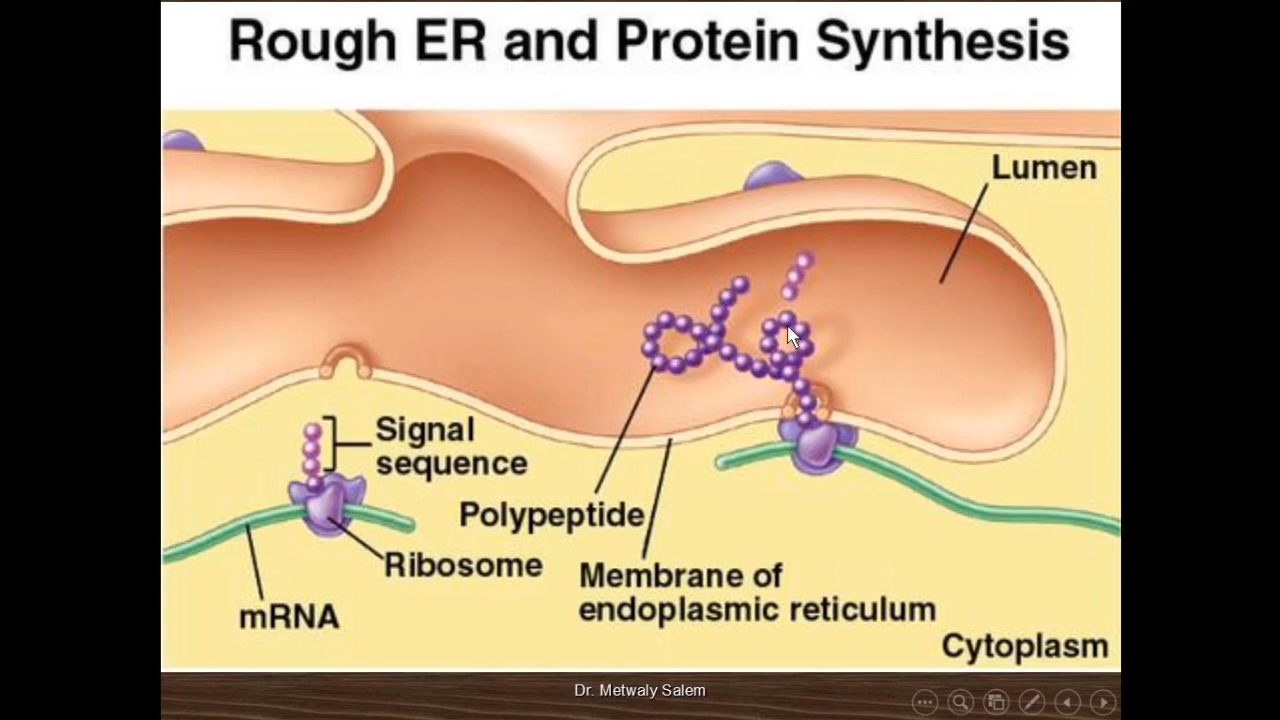 Rough ER and Protein Synthesis
Lumen
Signal
sequence
Polypeptide
Ribosome
Membrane of
endoplasmic reticulum
mRNA
Cytoplasm
Dr. Metwaly Salem